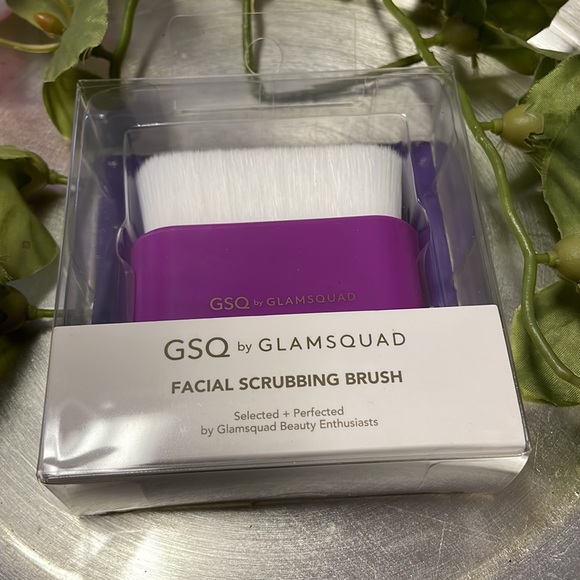 GSQ by GLAMSQUAD
GSQ by GLAMSQUAD
FACIAL SCRUBBING BRUSH
Selected + Perfected
by Glamsquad Beauty Enthusiasts